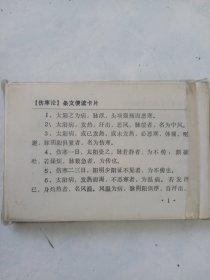 【伤寒论】条文便读卡片
1、太阳之为病，脉浮，头项强痛而恶寒。
2、太阳病，发热，汗出，恶风，脉缓者，名为中风。
3、太阳病，或已发热，或未发热，必恶寒，体痛，呕逆，
脉阴阳俱紧者，名为伤寒。
4、伤寒一日，太阳受之，脉若静者，为不传；颇欲吐，
若躁烦，脉数急者，为传也。
5、伤寒二三日，阳明少阳证不见者，为不传也。
6、太阳病，发热而渴，不恶寒者，为温病。若发汗已，
身灼热者，名风温。风温为病，脉阴阳俱浮，自汗出，
·1·